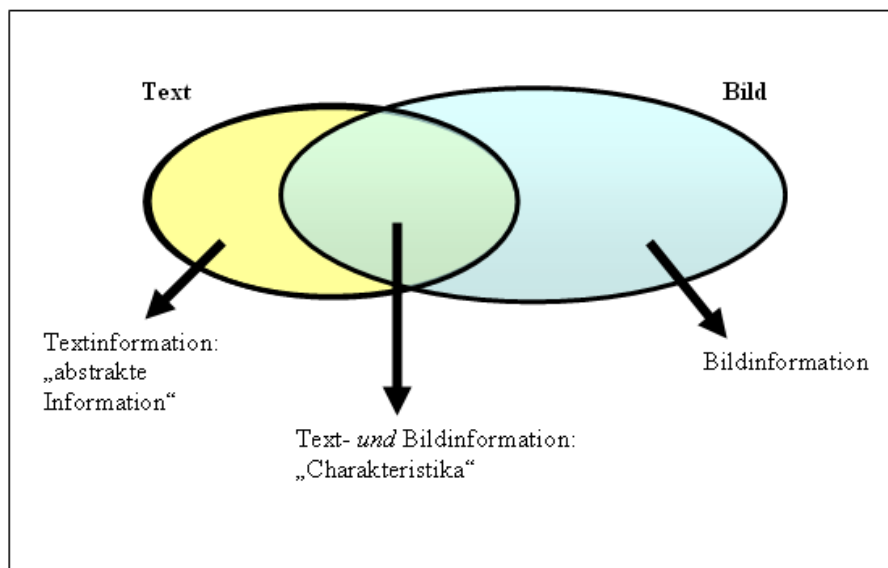 Text
Bild
Textinformation:
„abstrakte
Information“
Bildinformation
Text- und Bildinformation:
„Charakteristika“